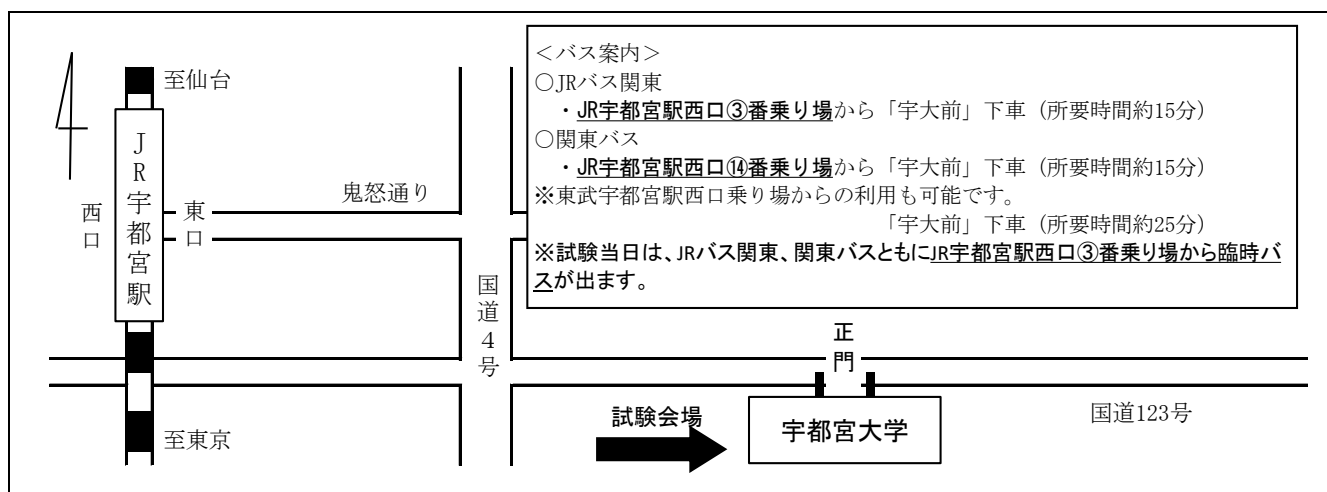 ＜バス案内＞
○JRバス関東
・JR宇都宮駅西口③番乗り場から「宇大前」下車（所要時間約15分）
○関東バス
・JR宇都宮駅西口⑭番乗り場から「宇大前」下車（所要時間約15分）
※東武宇都宮駅西口乗り場からの利用も可能です。
「宇大前」下車（所要時間約25分）
※試験当日は、JRバス関東、関東バスともにJR宇都宮駅西口③番乗り場から臨時バ
スが出ます。
至仙台
JR宇都宮駅
西口
東口
鬼怒通り
国道4号
至東京
正門
試験会場
宇都宮大学
国道123号